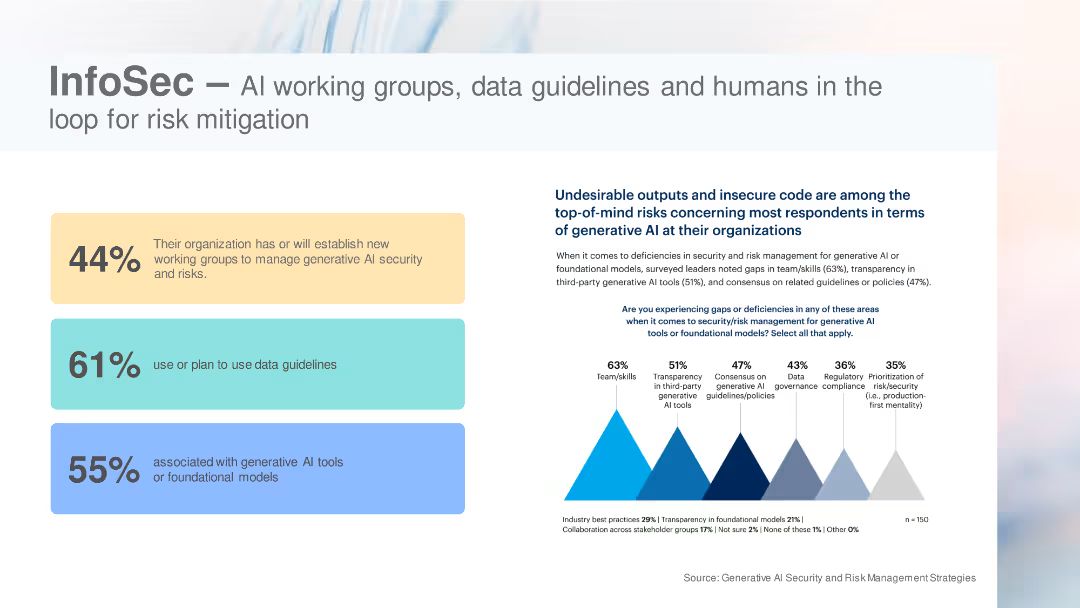 InfoSec – AI working groups, data guidelines and humans in the
loop for risk mitigation
44%
Their organization has or will establish new
working groups to manage generative AI security
and risks.
61%
use or plan to use data guidelines
55%
associated with generative AI tools
or foundational models
Undesirable outputs and insecure code are among the
top-of-mind risks concerning most respondents in terms
of generative AI at their organizations
When it comes to deficiencies in security and risk management for generative AI or
foundational models, surveyed leaders noted gaps in team/skills (63%), transparency in
third-party generative AI tools (51%), and consensus on related guidelines or policies (47%).
Are you experiencing gaps or deficiencies in any of these areas
when it comes to security/risk management for generative AI
tools or foundational models? Select all that apply.
63%
Team/skills
51%
Transparency
in third-party
generative
AI tools
47%
Consensus on
generative AI
guidelines/policies
43%
Data
governance
36%
Regulatory
compliance
35%
Prioritization of
risk/security
(i.e., production-
first mentality)
Industry best practices 29% | Transparency in foundational models 21% |
Collaboration across stakeholder groups 17% | Not sure 2% | None of these 1% | Other 0%
n = 150
Source: Generative AI Security and Risk Management Strategies